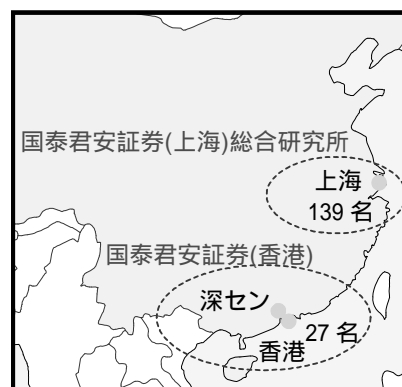 国泰君安証券(上海)総合研究所
上海
139 名
国泰君安証券(香港)
深セン
27 名
香港